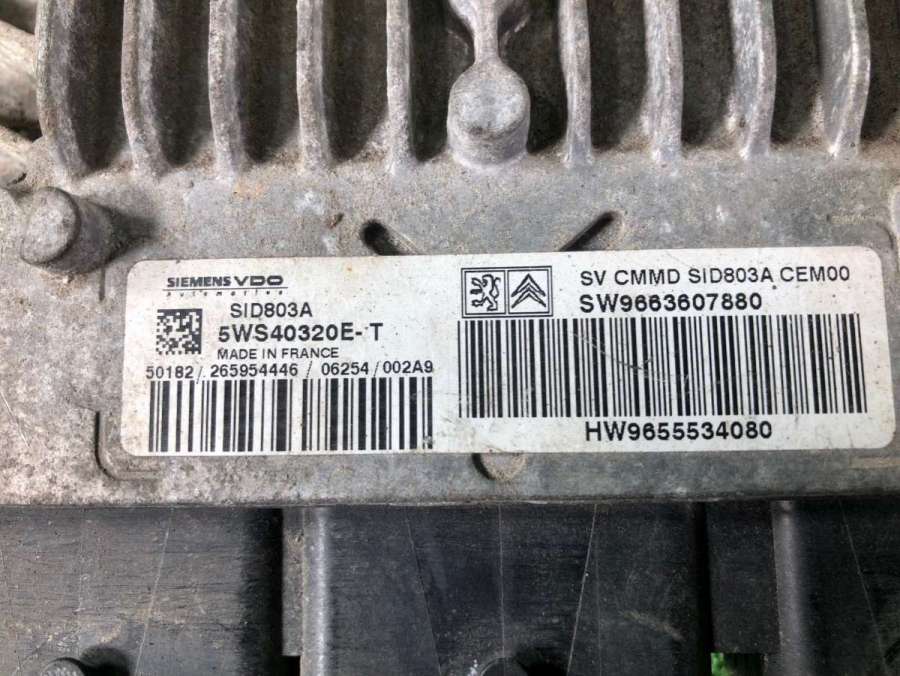 SIEMENS VDO
Automotive
SID803A
5WS40320E-T
MADE IN FRANCE
50182/ 265954446 / 06254 / 002A9
SV CMMD SID803A CEM00
SW9663607880
HW9655534080